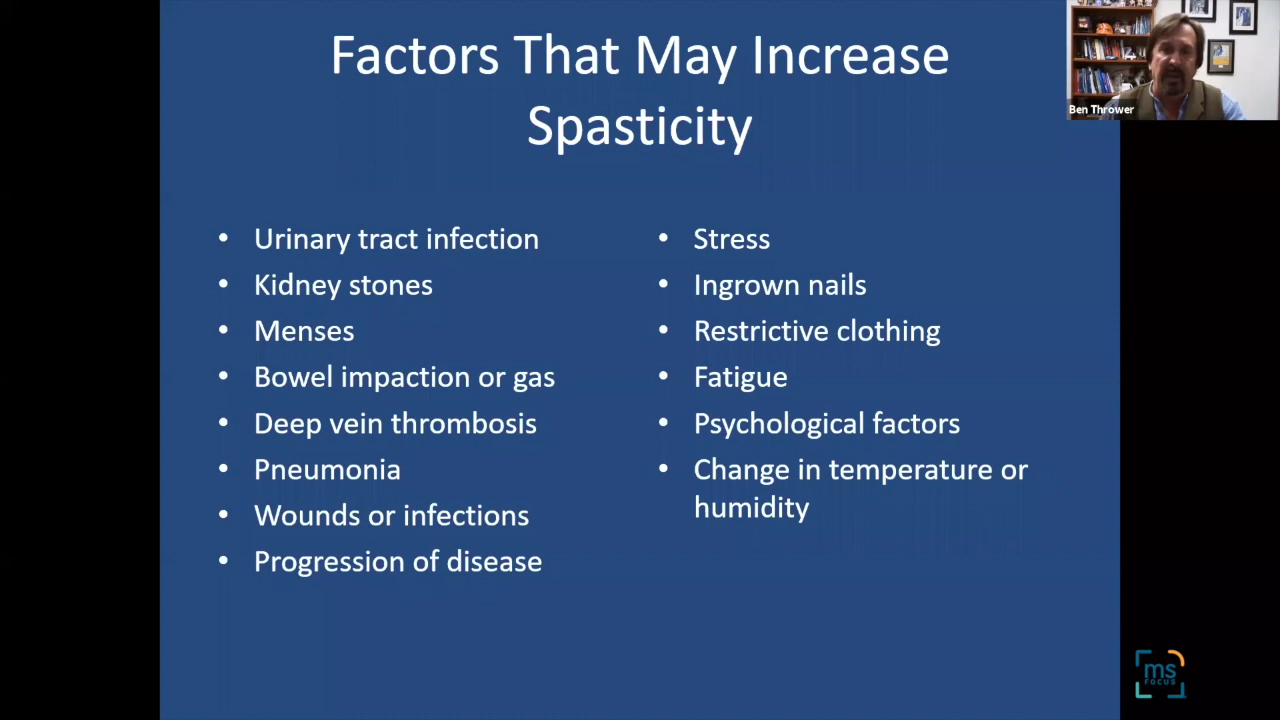 Factors That May Increase
Spasticity
Ben Thrower
• Urinary tract infection
• Kidney stones
• Menses
• Bowel impaction or gas
• Deep vein thrombosis
• Pneumonia
• Wounds or infections
• Progression of disease
• Stress
• Ingrown nails
• Restrictive clothing
• Fatigue
• Psychological factors
• Change in temperature or
humidity
ms
FOCUS